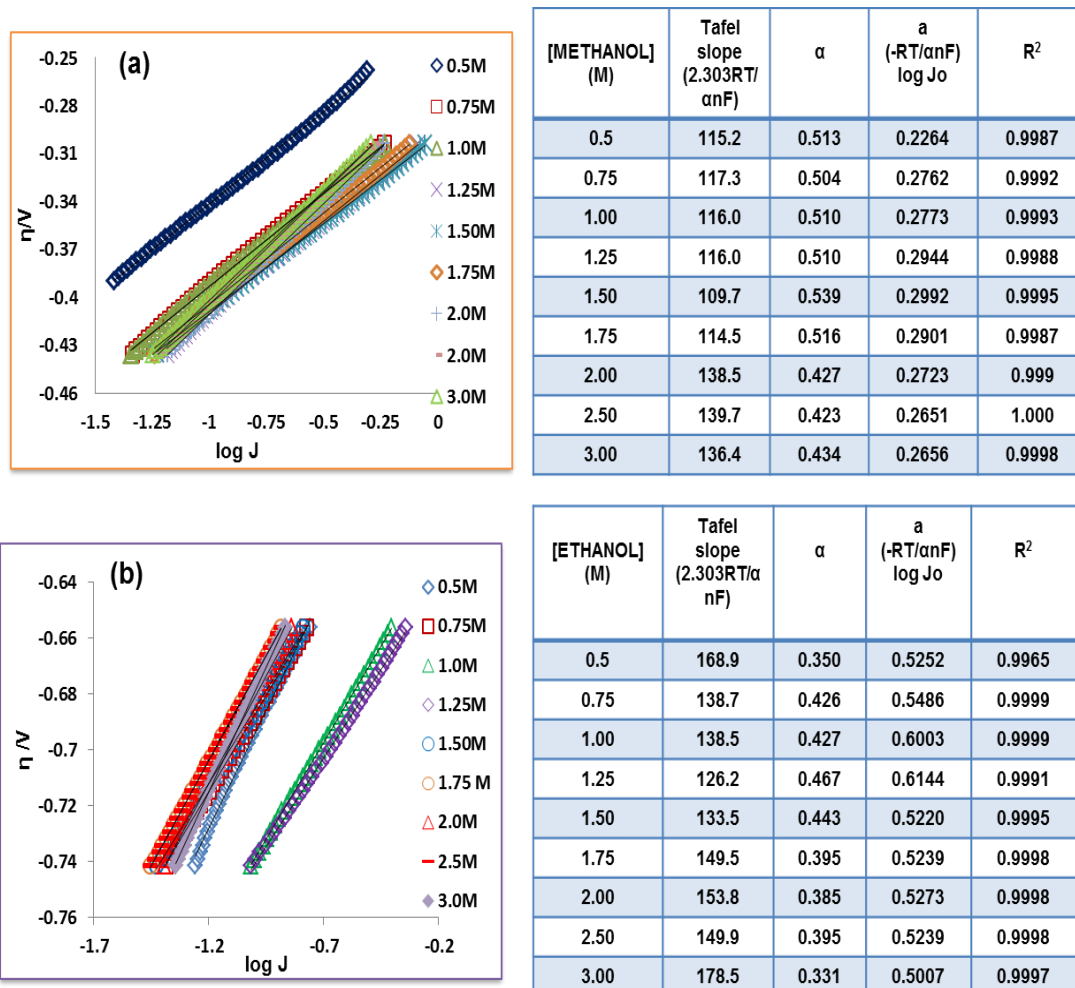 (a)
η/V
-0.25
-0.28
-0.31
-0.34
-0.37
-0.4
-0.43
-0.46
-1.5 -1.25 -1 -0.75 -0.5 -0.25 0
log J
0.5M
0.75M
1.0M
1.25M
1.50M
1.75M
2.0M
2.0M
3.0M
[METHANOL] (M) Tafel slope (2.303RT/ αnF) α a (-RT/αnF) log Jo R²
0.5 115.2 0.513 0.2264 0.9987
0.75 117.3 0.504 0.2762 0.9992
1.00 116.0 0.510 0.2773 0.9993
1.25 116.0 0.510 0.2944 0.9988
1.50 109.7 0.539 0.2992 0.9995
1.75 114.5 0.516 0.2901 0.9987
2.00 138.5 0.427 0.2723 0.999
2.50 139.7 0.423 0.2651 1.000
3.00 136.4 0.434 0.2656 0.9998
(b)
η /V
-0.64
-0.66
-0.68
-0.7
-0.72
-0.74
-0.76
-1.7 -1.2 -0.7 -0.2
log J
0.5M
0.75M
1.0M
1.25M
1.50M
1.75 M
2.0M
2.5M
3.0M
[ETHANOL] (M) Tafel slope (2.303RT/α nF) α a (-RT/αnF) log Jo R²
0.5 168.9 0.350 0.5252 0.9965
0.75 138.7 0.426 0.5486 0.9999
1.00 138.5 0.427 0.6003 0.9999
1.25 126.2 0.467 0.6144 0.9991
1.50 133.5 0.443 0.5220 0.9995
1.75 149.5 0.395 0.5239 0.9998
2.00 153.8 0.385 0.5273 0.9998
2.50 149.9 0.395 0.5239 0.9998
3.00 178.5 0.331 0.5007 0.9997